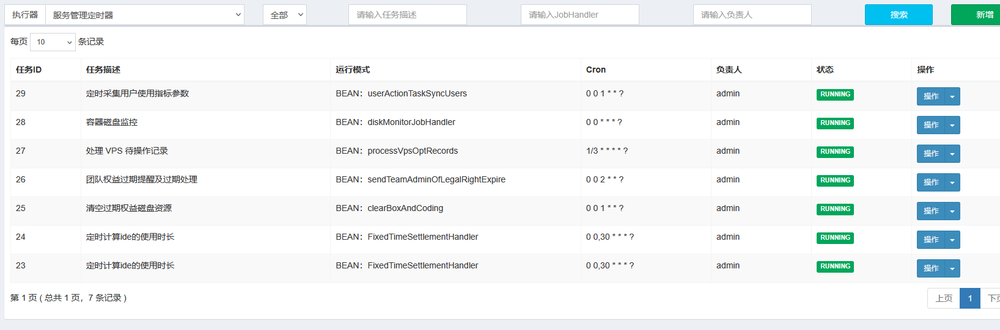 执行器 服务管理定时器 全部 请输入任务描述 请输入JobHandler 请输入负责人 搜索 新增
每页 10 条记录
任务ID 任务描述 运行模式 Cron 负责人 状态 操作
29 定时采集用户使用指标参数 BEAN：userActionTaskSyncUsers 0 0 1 * * ? admin RUNNING 操作
28 容器磁盘监控 BEAN：diskMonitorJobHandler 0 0 * * * ? admin RUNNING 操作
27 处理 VPS 待操作记录 BEAN：processVpsOptRecords 1/3 * * * * ? admin RUNNING 操作
26 团队权益过期提醒及过期处理 BEAN：sendTeamAdminOfLegalRightExpire 0 0 2 * * ? admin RUNNING 操作
25 清空过期权益磁盘资源 BEAN：clearBoxAndCoding 0 0 1 * * ? admin RUNNING 操作
24 定时计算ide的使用时长 BEAN：FixedTimeSettlementHandler 0 0,30 * * * ? admin RUNNING 操作
23 定时计算ide的使用时长 BEAN：FixedTimeSettlementHandler 0 0,30 * * * ? admin RUNNING 操作
第 1 页 ( 总共 1 页，7 条记录 ) 上页 1 下页